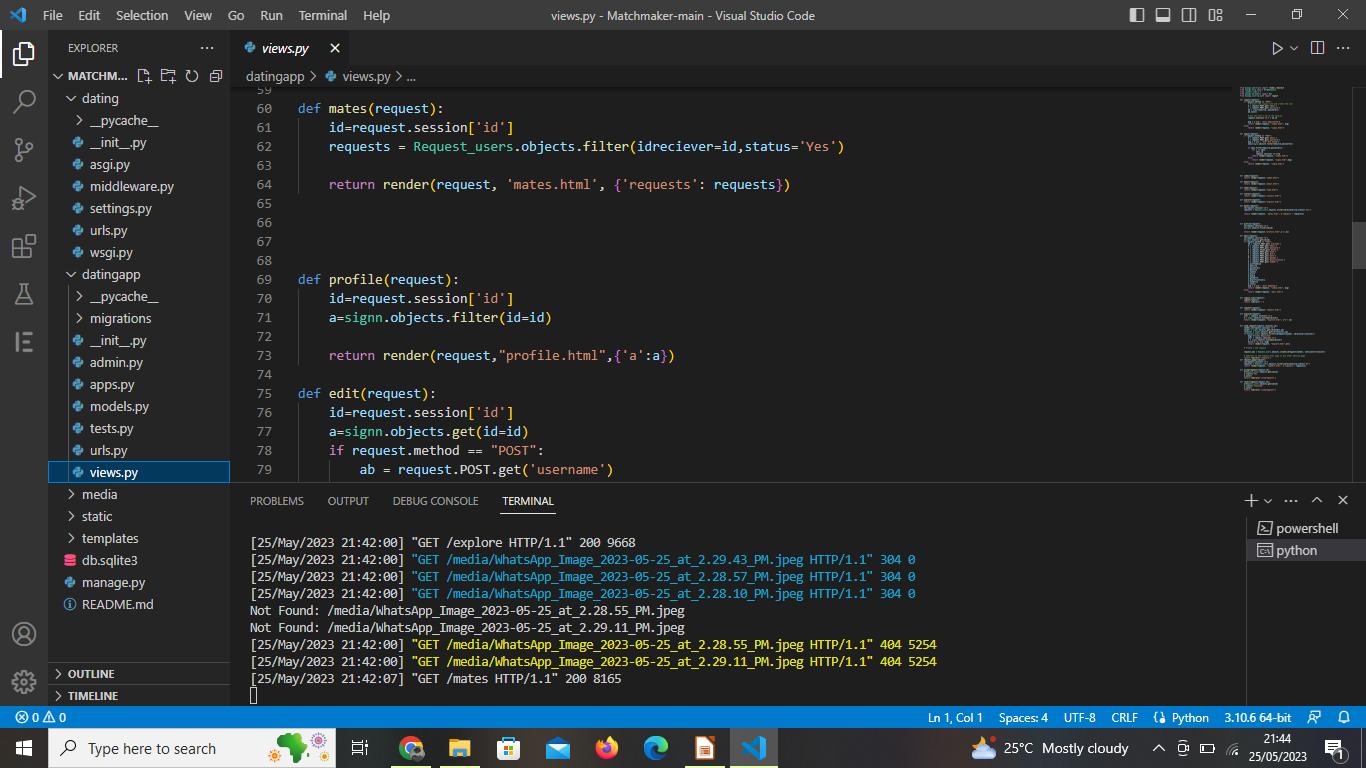 File Edit Selection View Go Run Terminal Help
views.py - Matchmaker-main - Visual Studio Code
EXPLORER
MATCHM...
dating
__pycache__
__init__.py
asgi.py
middleware.py
settings.py
urls.py
wsgi.py
datingapp
__pycache__
migrations
__init__.py
admin.py
apps.py
models.py
tests.py
urls.py
views.py
media
static
templates
db.sqlite3
manage.py
README.md
OUTLINE
TIMELINE
views.py
datingapp > views.py > ...
59
60 def mates(request):
61 id=request.session['id']
62 requests = Request_users.objects.filter(idreciever=id,status='Yes')
63
64 return render(request, 'mates.html', {'requests': requests})
65
66
67
68
69 def profile(request):
70 id=request.session['id']
71 a=signn.objects.filter(id=id)
72
73 return render(request,"profile.html",{'a':a})
74
75 def edit(request):
76 id=request.session['id']
77 a=signn.objects.get(id=id)
78 if request.method == "POST":
79 ab = request.POST.get('username')
PROBLEMS OUTPUT DEBUG CONSOLE TERMINAL
[25/May/2023 21:42:00] "GET /explore HTTP/1.1" 200 9668
[25/May/2023 21:42:00] "GET /media/WhatsApp_Image_2023-05-25_at_2.29.43_PM.jpeg HTTP/1.1" 304 0
[25/May/2023 21:42:00] "GET /media/WhatsApp_Image_2023-05-25_at_2.28.57_PM.jpeg HTTP/1.1" 304 0
[25/May/2023 21:42:00] "GET /media/WhatsApp_Image_2023-05-25_at_2.28.10_PM.jpeg HTTP/1.1" 304 0
Not Found: /media/WhatsApp_Image_2023-05-25_at_2.28.55_PM.jpeg
Not Found: /media/WhatsApp_Image_2023-05-25_at_2.29.11_PM.jpeg
[25/May/2023 21:42:00] "GET /media/WhatsApp_Image_2023-05-25_at_2.28.55_PM.jpeg HTTP/1.1" 404 5254
[25/May/2023 21:42:00] "GET /media/WhatsApp_Image_2023-05-25_at_2.29.11_PM.jpeg HTTP/1.1" 404 5254
[25/May/2023 21:42:07] "GET /mates HTTP/1.1" 200 8165
powershell
python
0 0
Ln 1, Col 1 Spaces: 4 UTF-8 CRLF Python 3.10.6 64-bit
Type here to search
25°C Mostly cloudy
21:44
25/05/2023
1